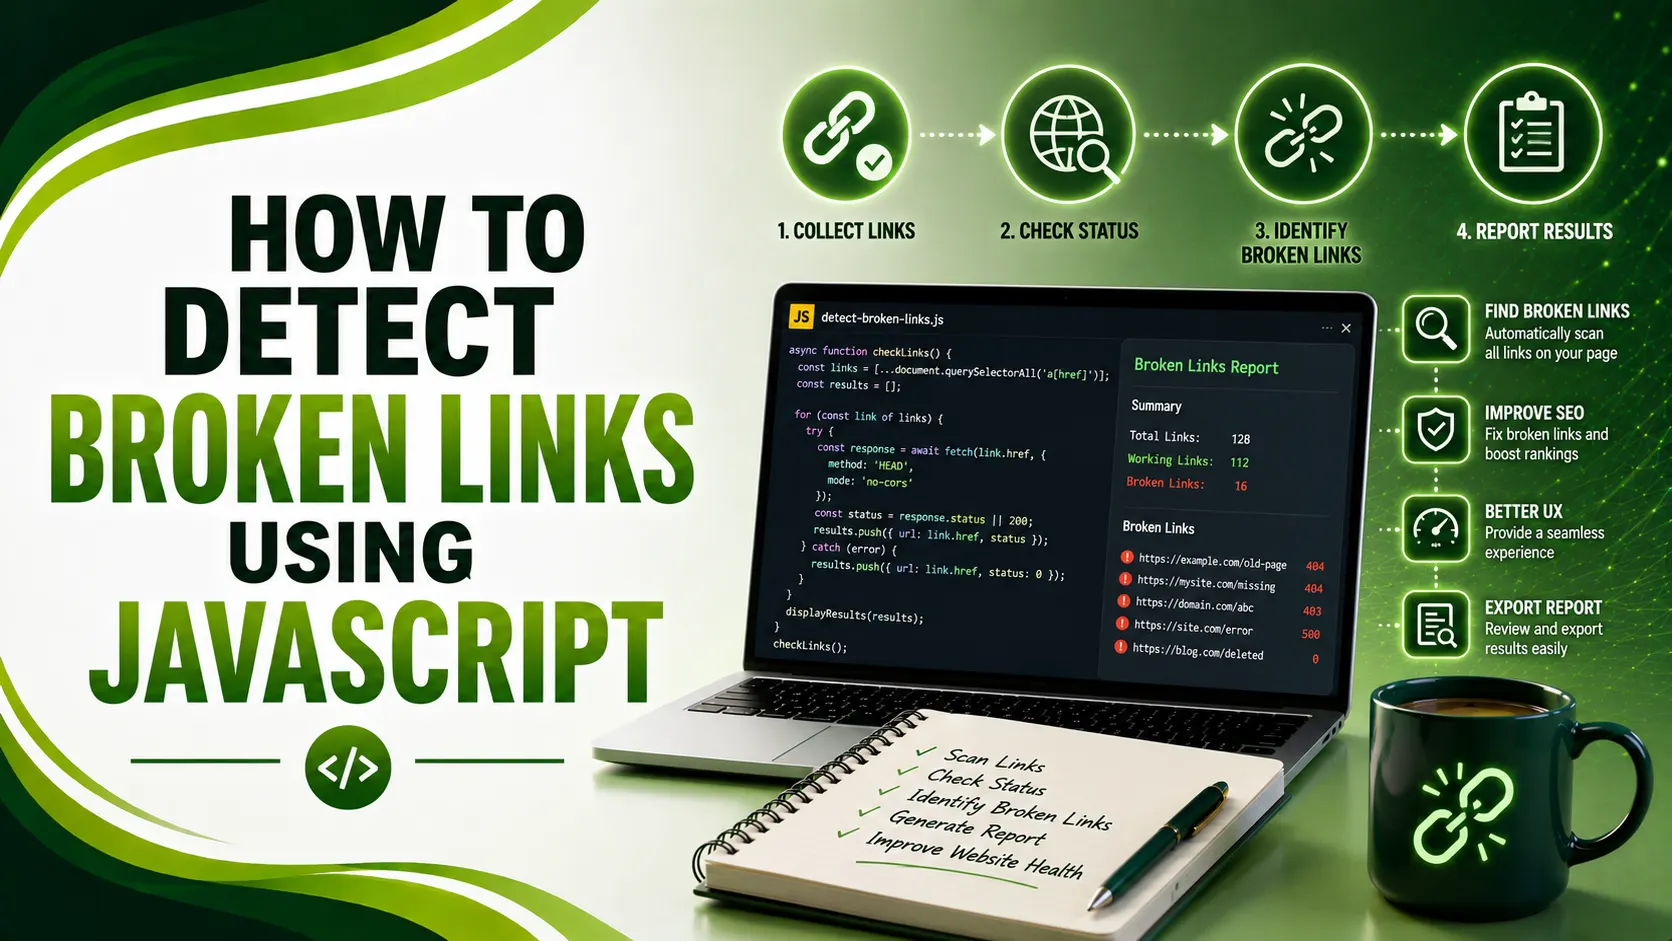 HOW TO
DETECT
BROKEN LINKS
USING
JAVASCRIPT
</>
1. COLLECT LINKS
2. CHECK STATUS
3. IDENTIFY
BROKEN LINKS
4. REPORT RESULTS
JS detect-broken-links.js
async function checkLinks() {
const links = [...document.querySelectorAll('a[href]')];
const results = [];
for (const link of links) {
try {
const response = await fetch(link.href, {
method: 'HEAD',
mode: 'no-cors'
});
const status = response.status || 200;
results.push({ url: link.href, status });
} catch (error) {
results.push({ url: link.href, status: 0 });
}
}
displayResults(results);
}
checkLinks();
Broken Links Report
Summary
Total Links: 128
Working Links: 112
Broken Links: 16
Broken Links
https://example.com/old-page 404
https://mysite.com/missing 404
https://domain.com/abc 403
https://site.com/error 500
https://blog.com/deleted 0
FIND BROKEN LINKS
Automatically scan
all links on your page
IMPROVE SEO
Fix broken links and
boost rankings
BETTER UX
Provide a seamless
experience
EXPORT REPORT
Review and export
results easily
Scan Links
Check Status
Identify Broken Links
Generate Report
Improve Website Health